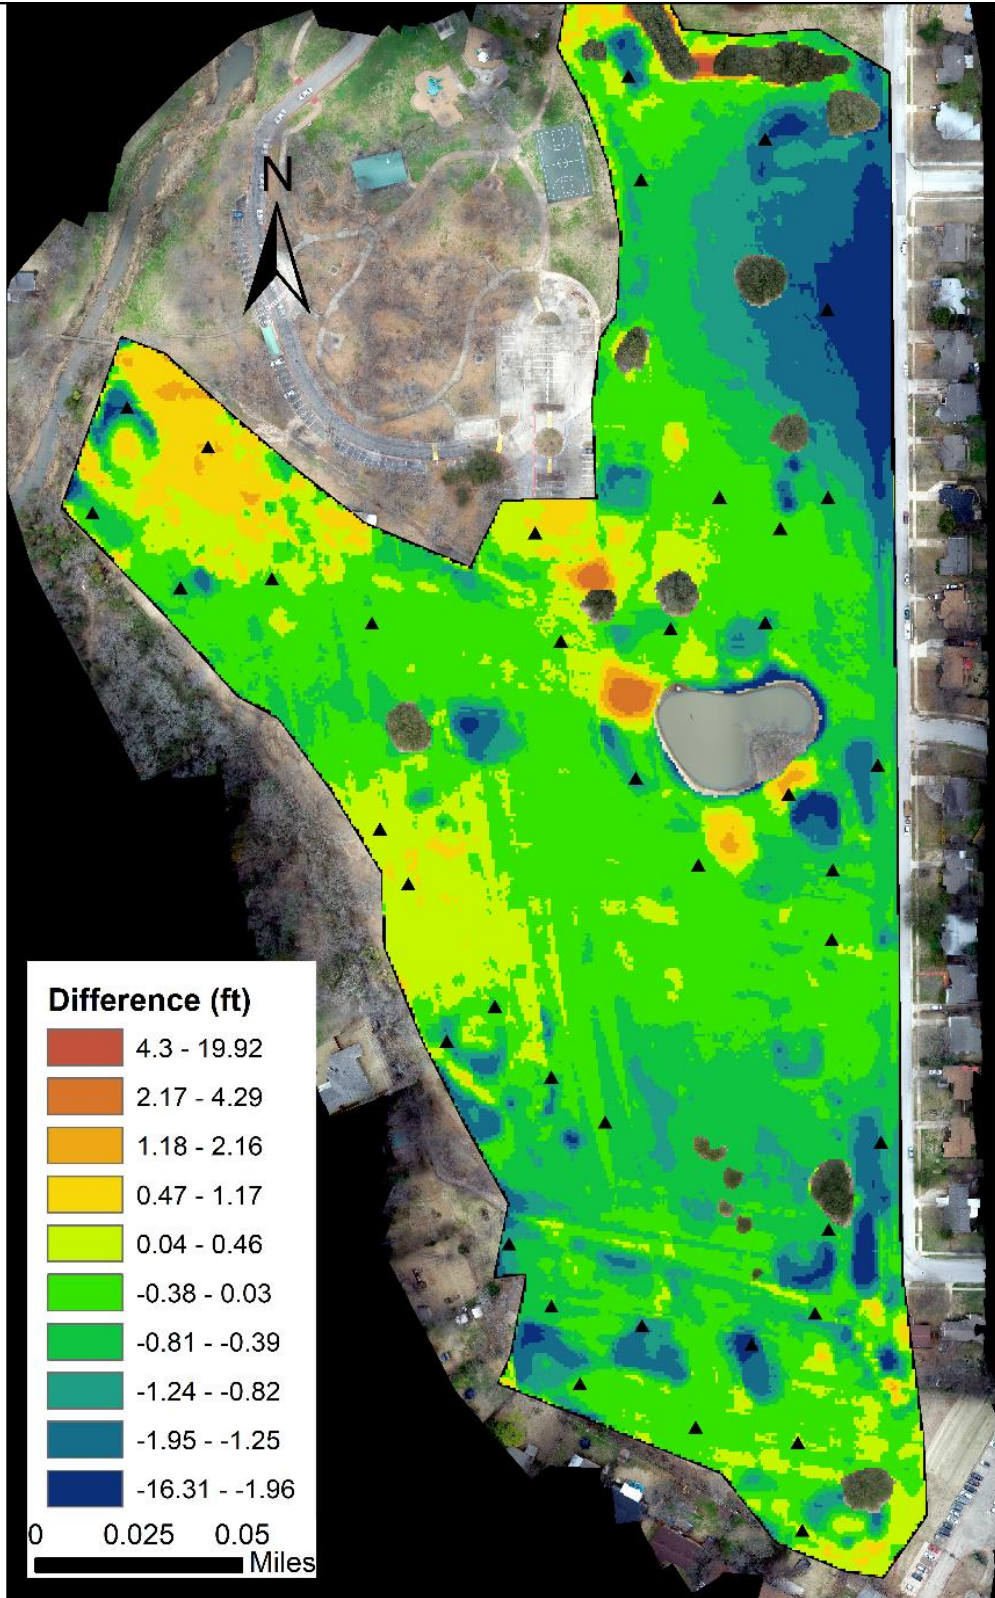 N
Difference (ft)
4.3 - 19.92
2.17 - 4.29
1.18 - 2.16
0.47 - 1.17
0.04 - 0.46
-0.38 - 0.03
-0.81 - -0.39
-1.24 - -0.82
-1.95 - -1.25
-16.31 - -1.96
0 0.025 0.05
Miles